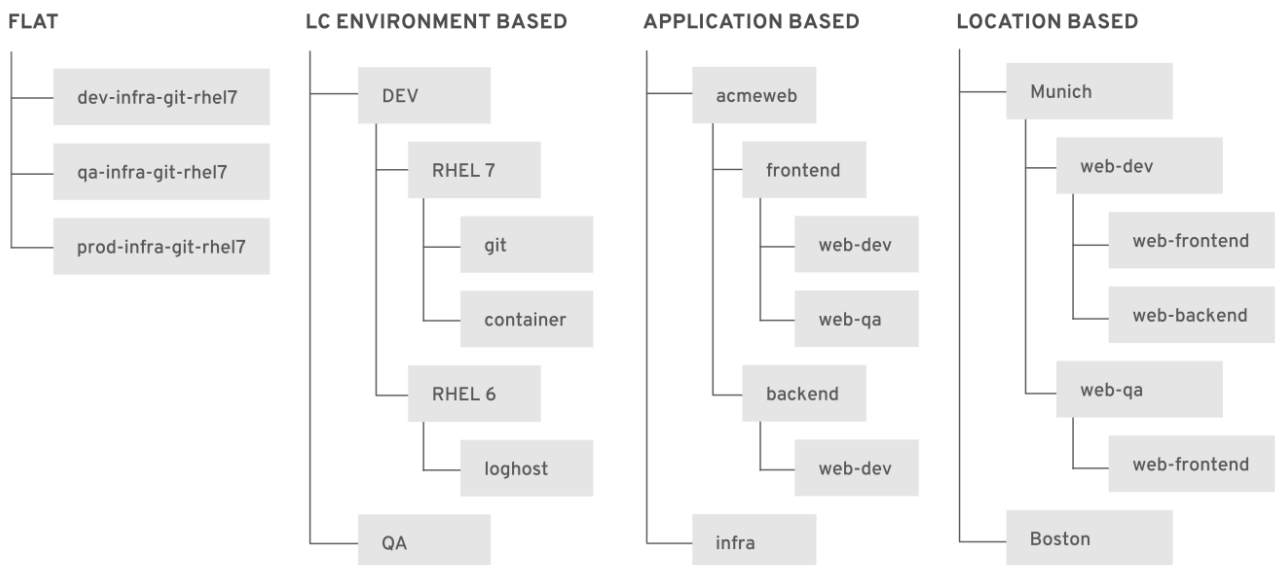 FLAT
dev-infra-git-rhel7
qa-infra-git-rhel7
prod-infra-git-rhel7
LC ENVIRONMENT BASED
DEV
RHEL 7
git
container
RHEL 6
loghost
QA
APPLICATION BASED
acmeweb
frontend
web-dev
web-qa
backend
web-dev
infra
LOCATION BASED
Munich
web-dev
web-frontend
web-backend
web-qa
web-frontend
Boston